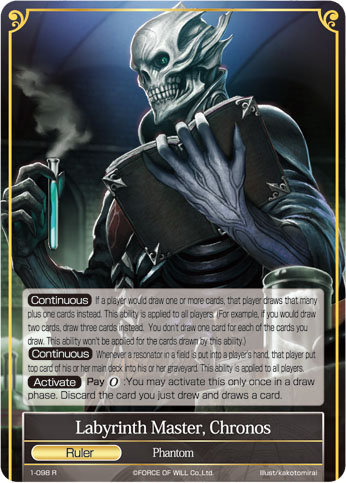 Continuous If a player would draw one or more cards, that player draws that many
plus one cards instead. This ability is applied to all players. (For example, if you would draw
two cards, draw three cards instead. You don't draw one card for each of the cards you
draw. This ability won't be applied for the cards drawn by this ability.)
Continuous Whenever a resonator in a field is put into a player's hand, that player put
top card of his or her main deck into his or her graveyard. This ability is applied to all players.
Activate Pay 0 :You may activate this only once in a draw
phase. Discard the card you just drew and draws a card.
Labyrinth Master, Chronos
Ruler Phantom
1-098 R ©FORCE OF WILL Co.,Ltd. Illust/kakotomirai